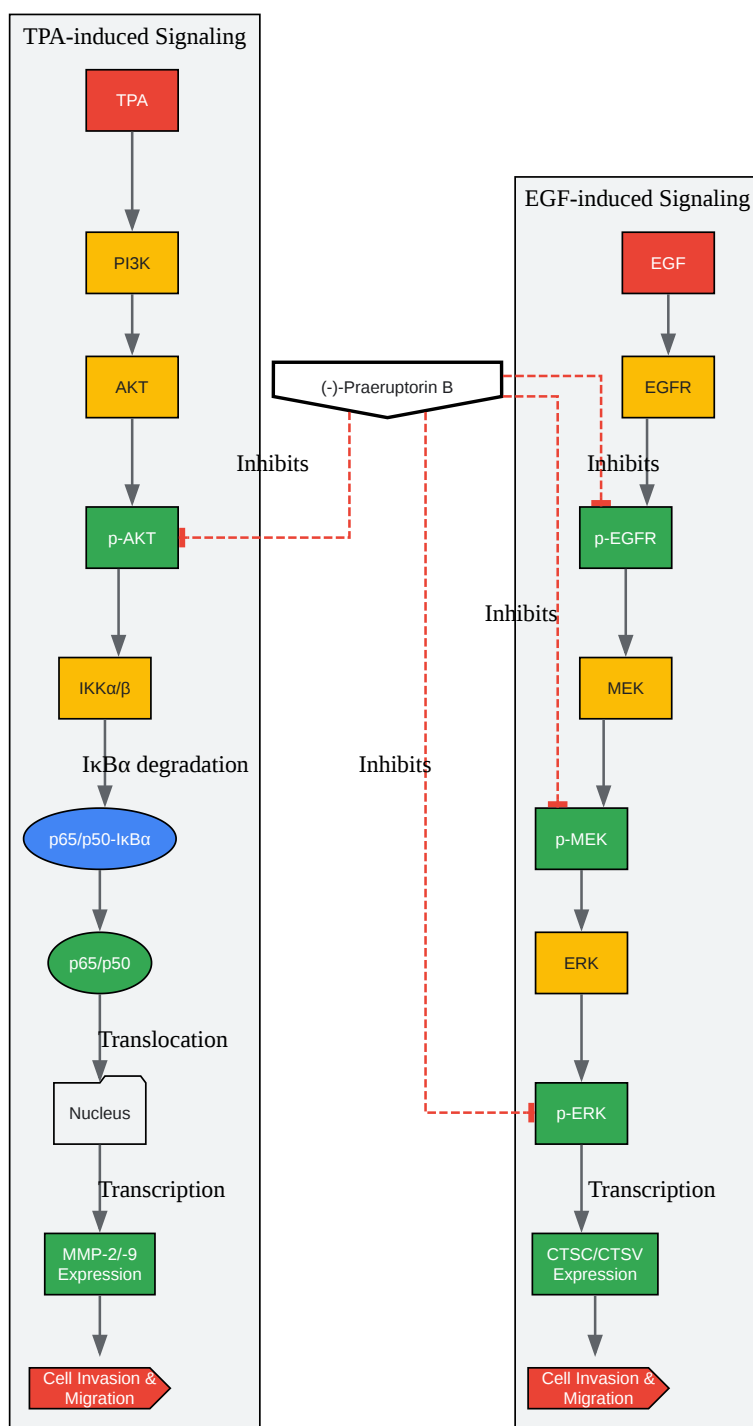 TPA-induced Signaling
TPA
PI3K
AKT
Inhibits
p-AKT
IKKα/β
IκBα degradation
p65/p50-IκBα
p65/p50
Translocation
Nucleus
Transcription
MMP-2/-9
Expression
Cell Invasion &
Migration
(-)-Praeruptorin B
Inhibits
EGF-induced Signaling
EGF
EGFR
Inhibits
p-EGFR
Inhibits
MEK
p-MEK
ERK
p-ERK
Transcription
CTSC/CTSV
Expression
Cell Invasion &
Migration